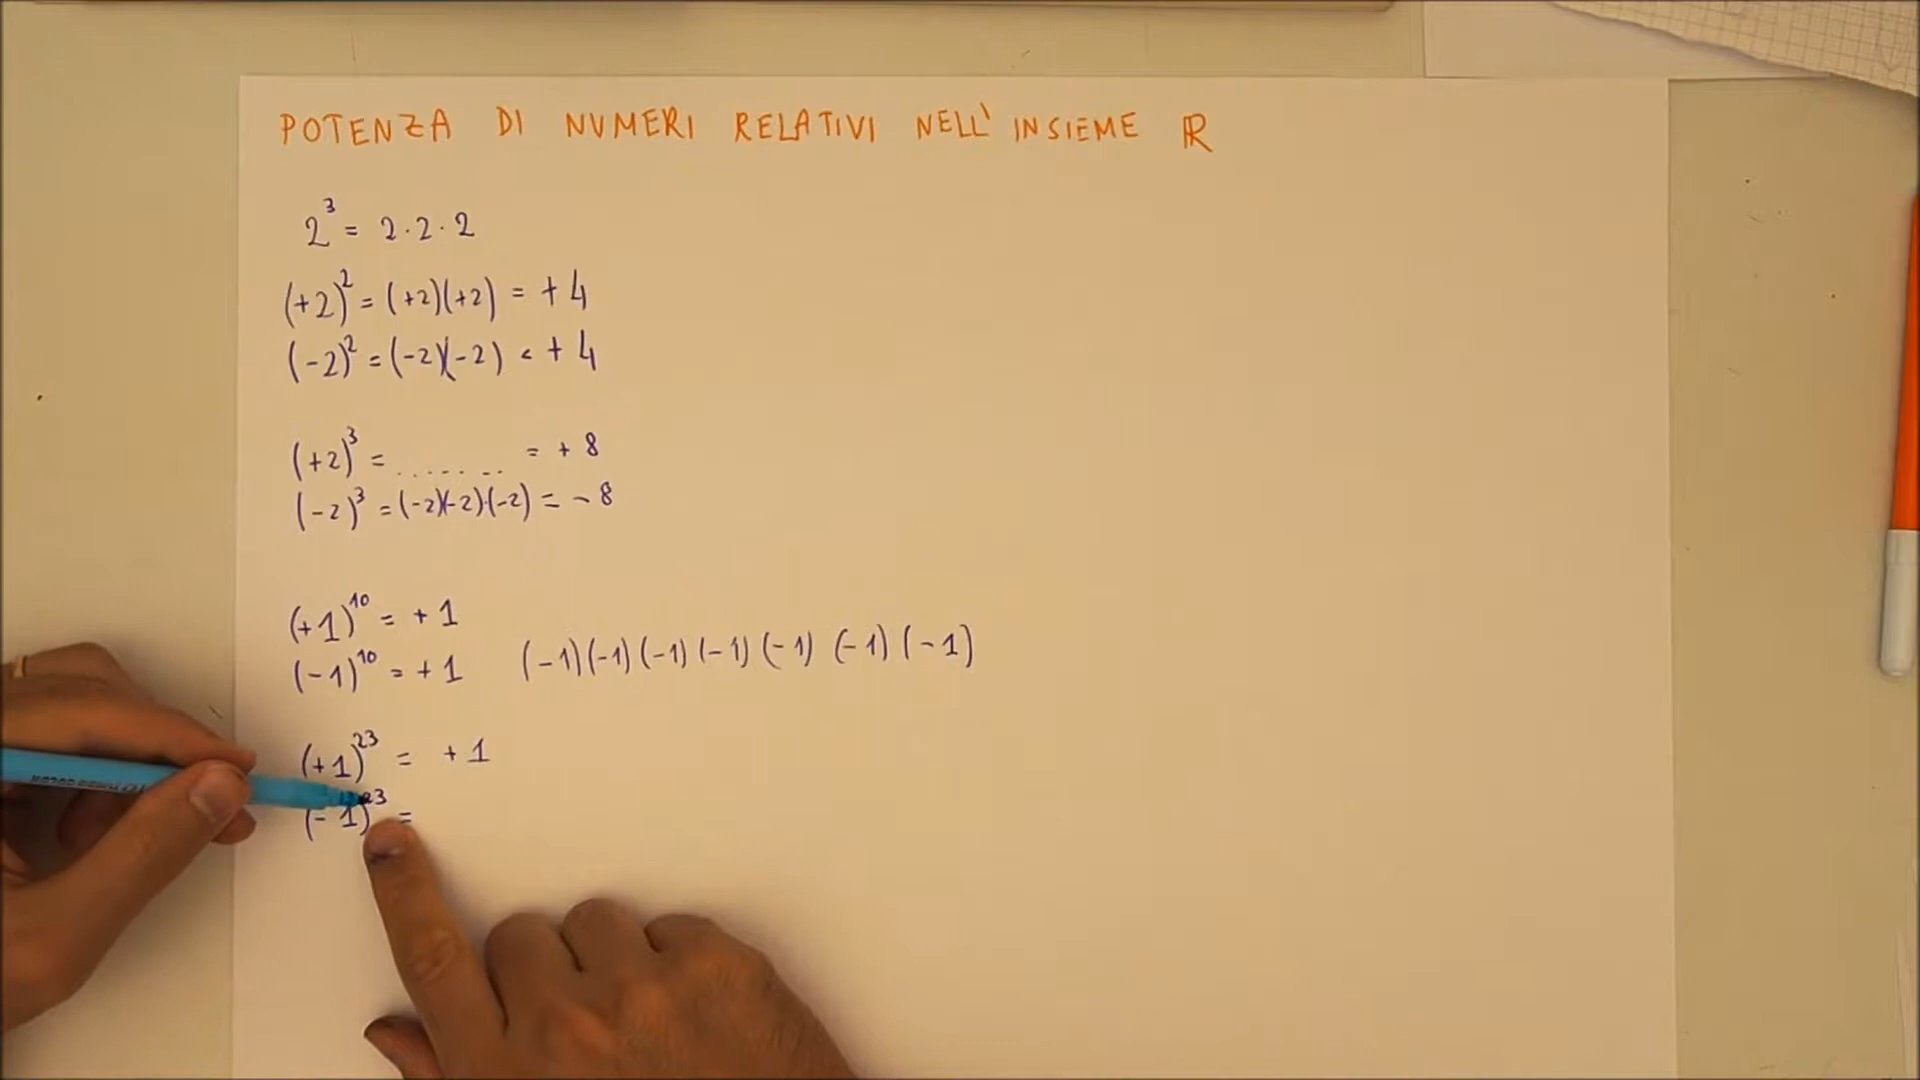 POTENZA DI NUMERI RELATIVI NELL' INSIEME ℝ
2³ = 2·2·2
(+2)² = (+2)(+2) = +4
(-2)² = (-2)(-2) = +4
(+2)³ = ....... = +8
(-2)³ = (-2)(-2)·(-2) = -8
(+1)¹⁰ = +1
(-1)¹⁰ = +1 (-1)(-1)(-1)(-1)(-1)(-1)(-1)
(+1)²³ = +1
(-1)²³ =